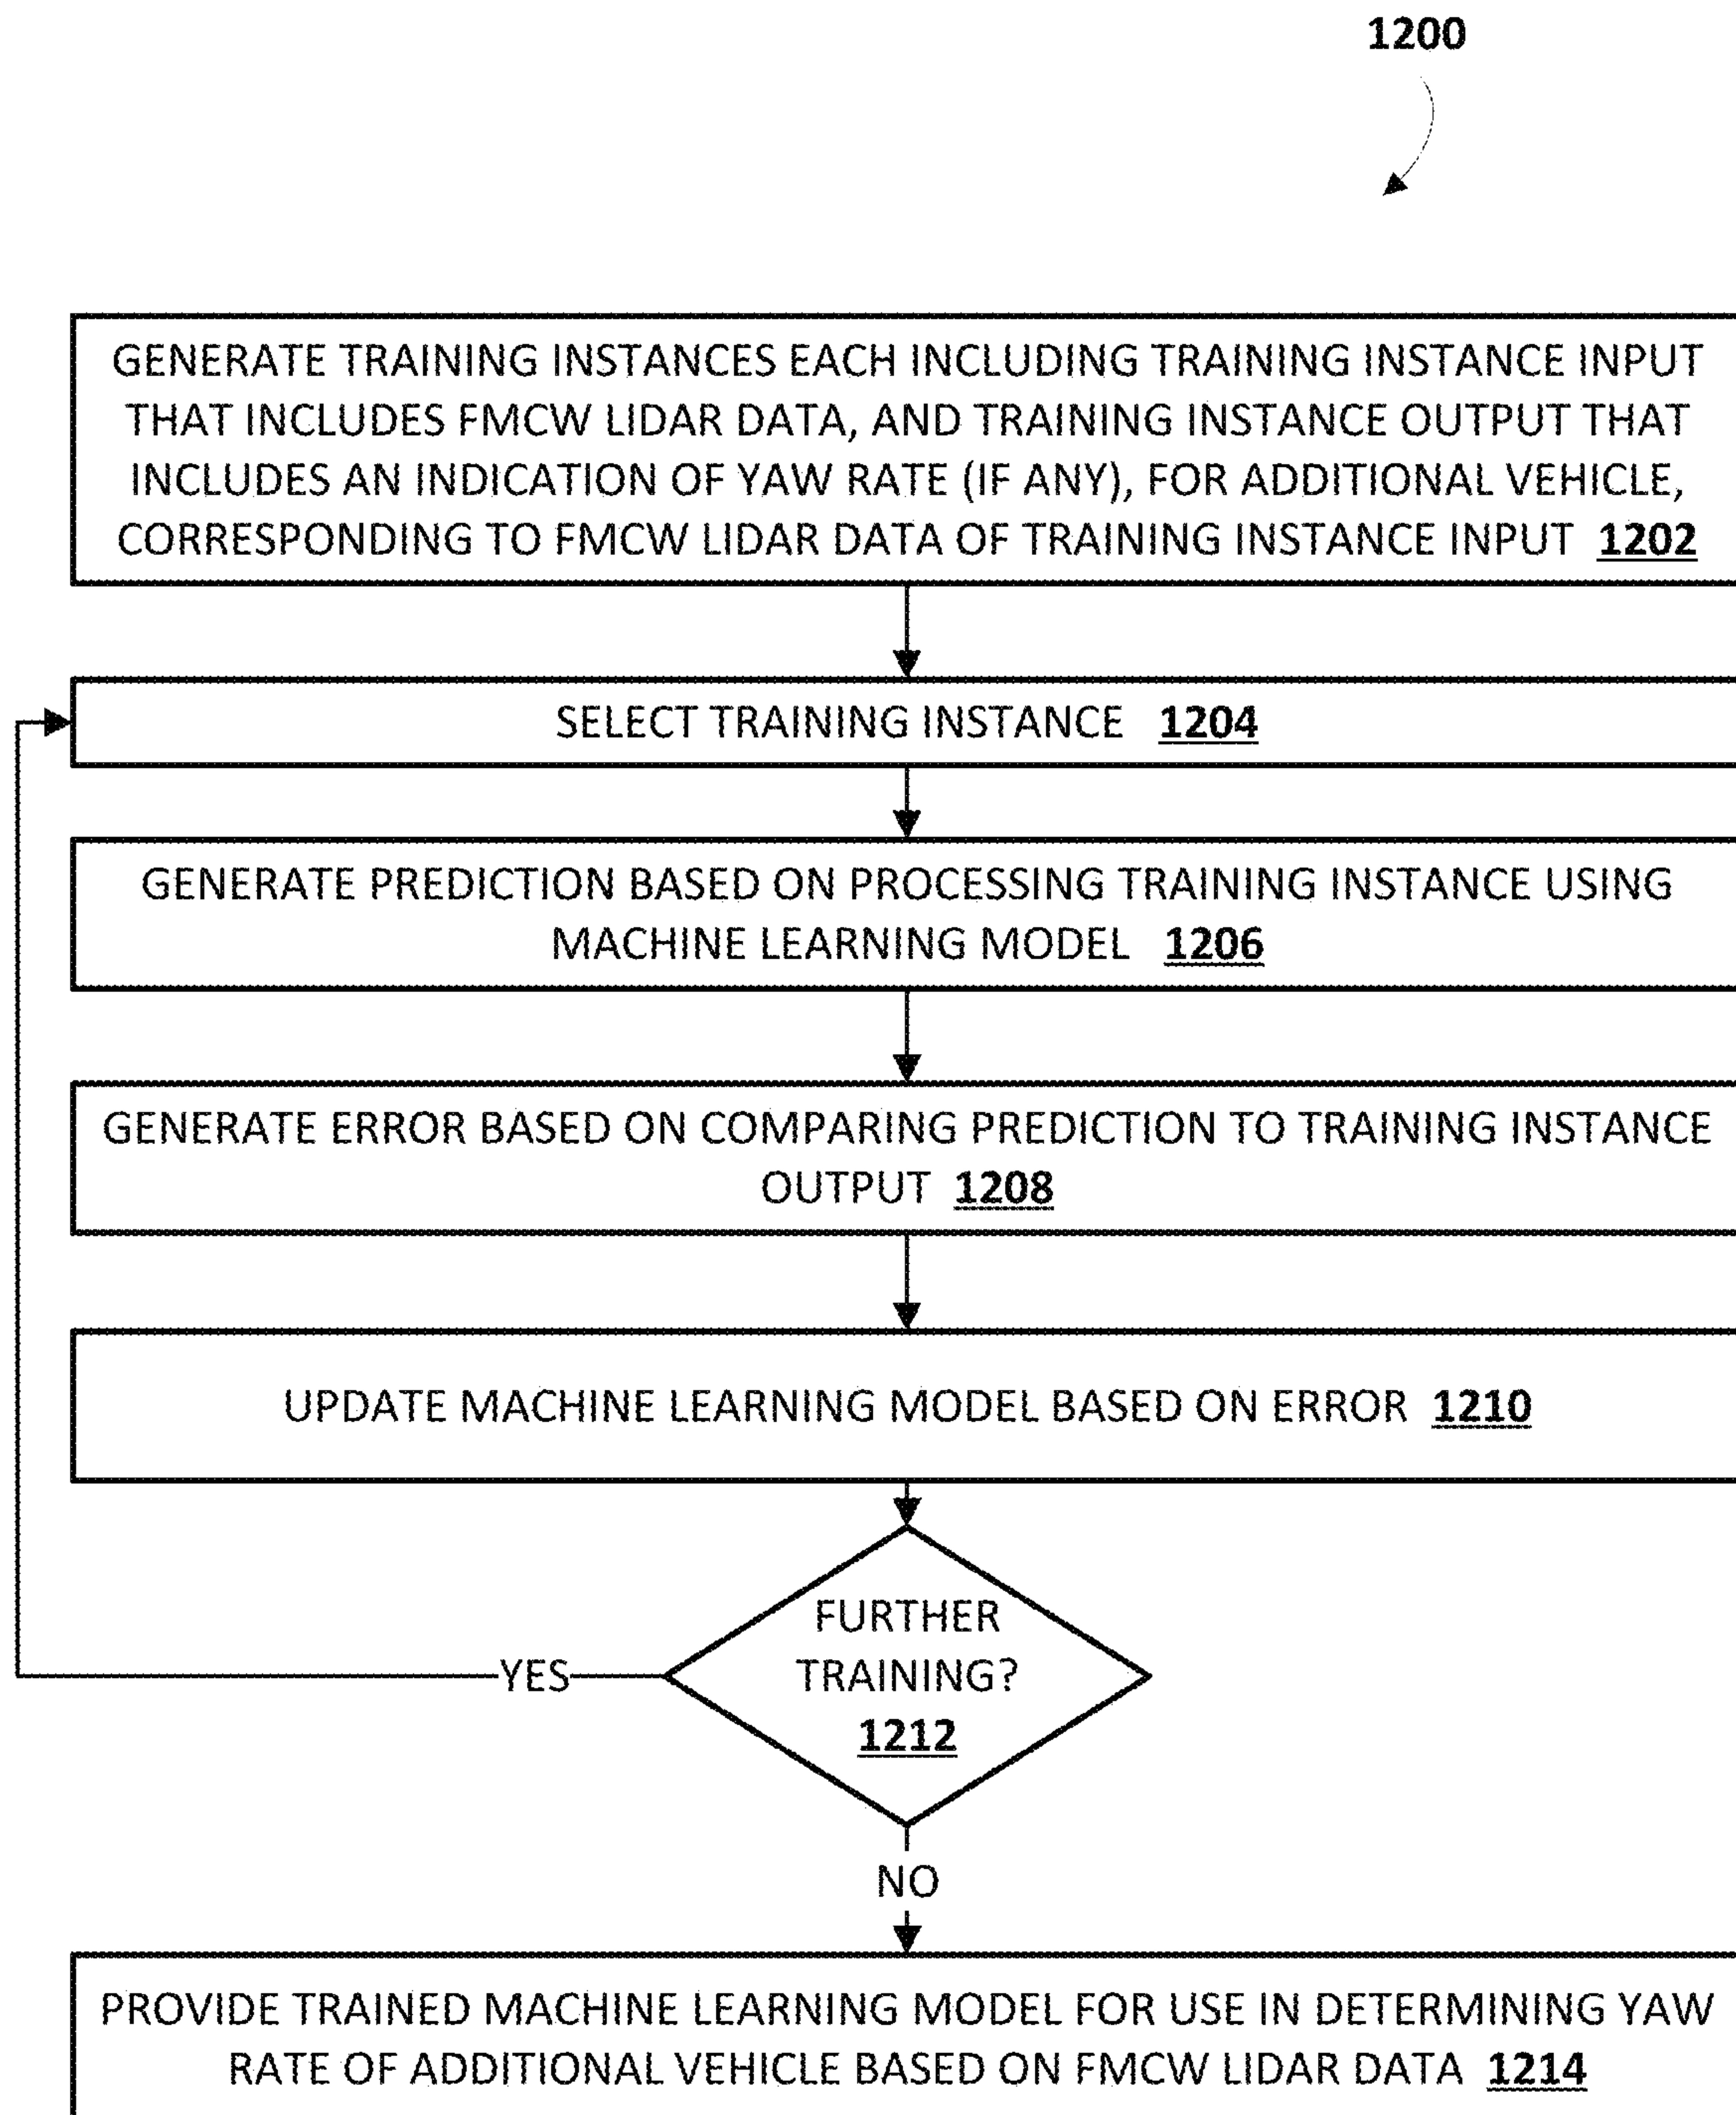 1200
GENERATE TRAINING INSTANCES EACH INCLUDING TRAINING INSTANCE INPUT
THAT INCLUDES FMCW LIDAR DATA, AND TRAINING INSTANCE OUTPUT THAT
INCLUDES AN INDICATION OF YAW RATE (IF ANY), FOR ADDITIONAL VEHICLE,
CORRESPONDING TO FMCW LIDAR DATA OF TRAINING INSTANCE INPUT 1202
SELECT TRAINING INSTANCE 1204
GENERATE PREDICTION BASED ON PROCESSING TRAINING INSTANCE USING
MACHINE LEARNING MODEL 1206
GENERATE ERROR BASED ON COMPARING PREDICTION TO TRAINING INSTANCE
OUTPUT 1208
UPDATE MACHINE LEARNING MODEL BASED ON ERROR 1210
FURTHER
TRAINING?
1212
YES
NO
PROVIDE TRAINED MACHINE LEARNING MODEL FOR USE IN DETERMINING YAW
RATE OF ADDITIONAL VEHICLE BASED ON FMCW LIDAR DATA 1214